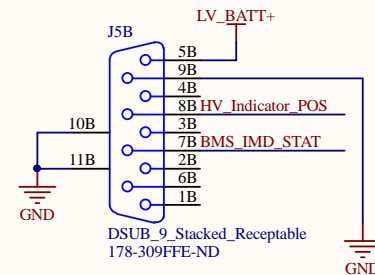 LV_BATT+
J5B
5B
9B
4B
8B HV_Indicator_POS
10B
3B
7B BMS_IMD_STAT
11B
2B
6B
1B
GND
DSUB_9_Stacked_Receptable
178-309FFE-ND
GND